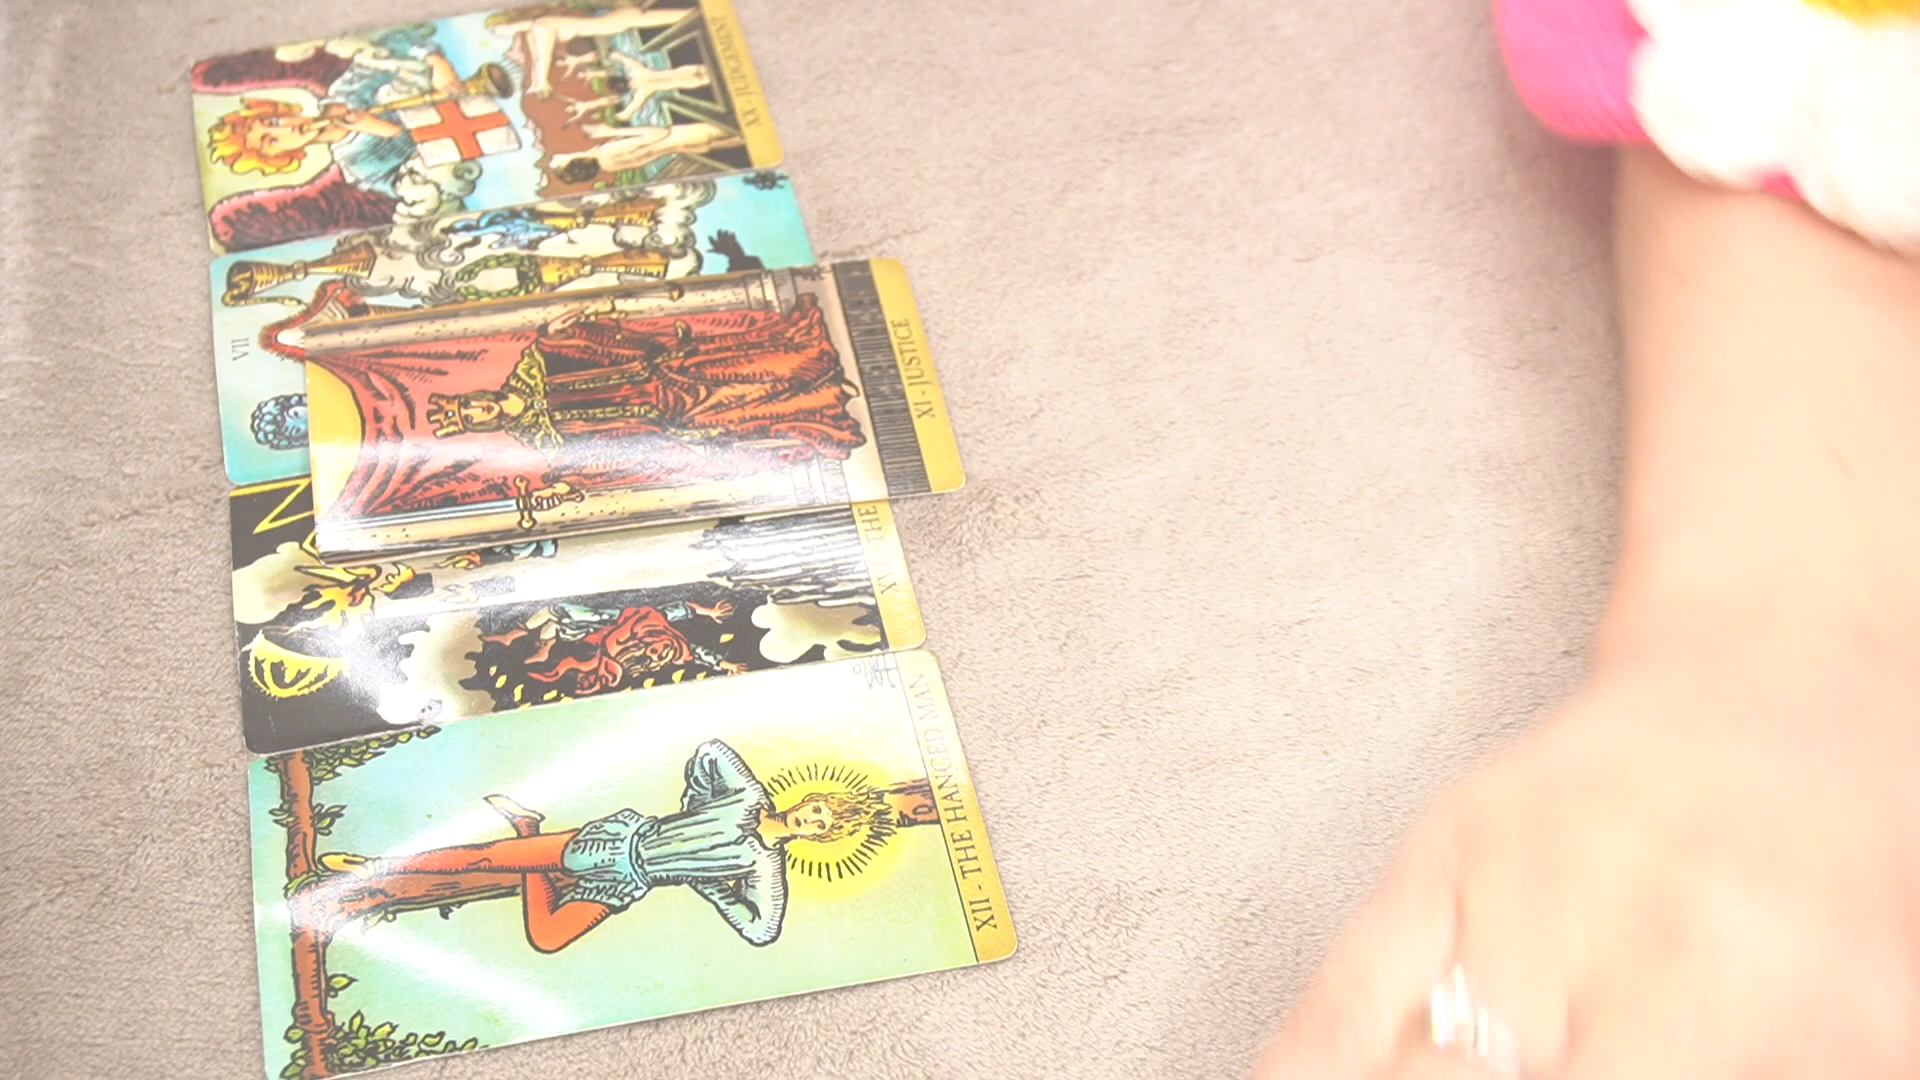 XX - JUDGEMENT
VII
XI - JUSTICE
XVI - THE
XII - THE HANGED MAN